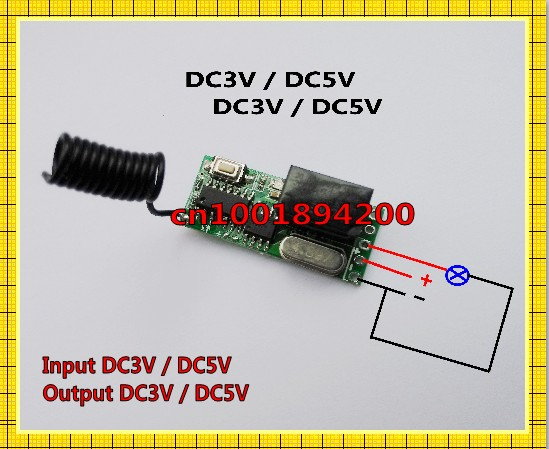 DC3V / DC5V
DC3V / DC5V
cn1001894200
+
-
Input DC3V / DC5V
Output DC3V / DC5V